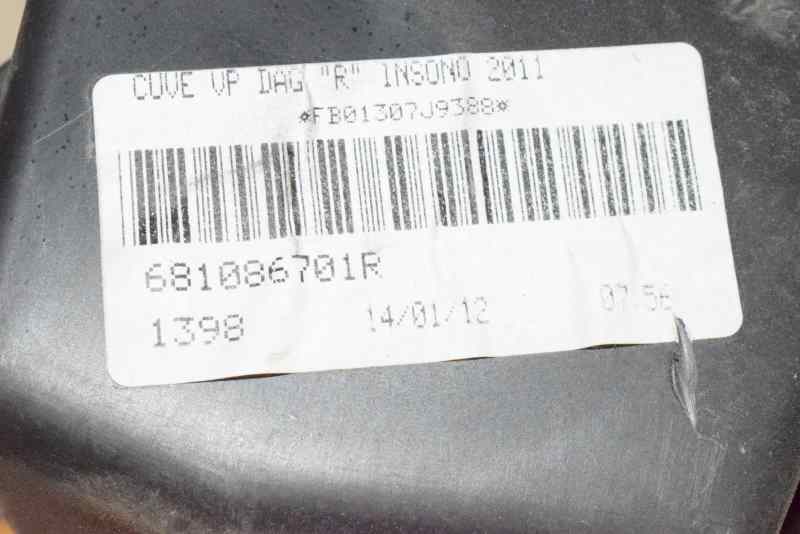 CUVE VP DAG "R" INSONO 2011
*FB01307J9388*
681086701R
1398 14/01/12 07:56